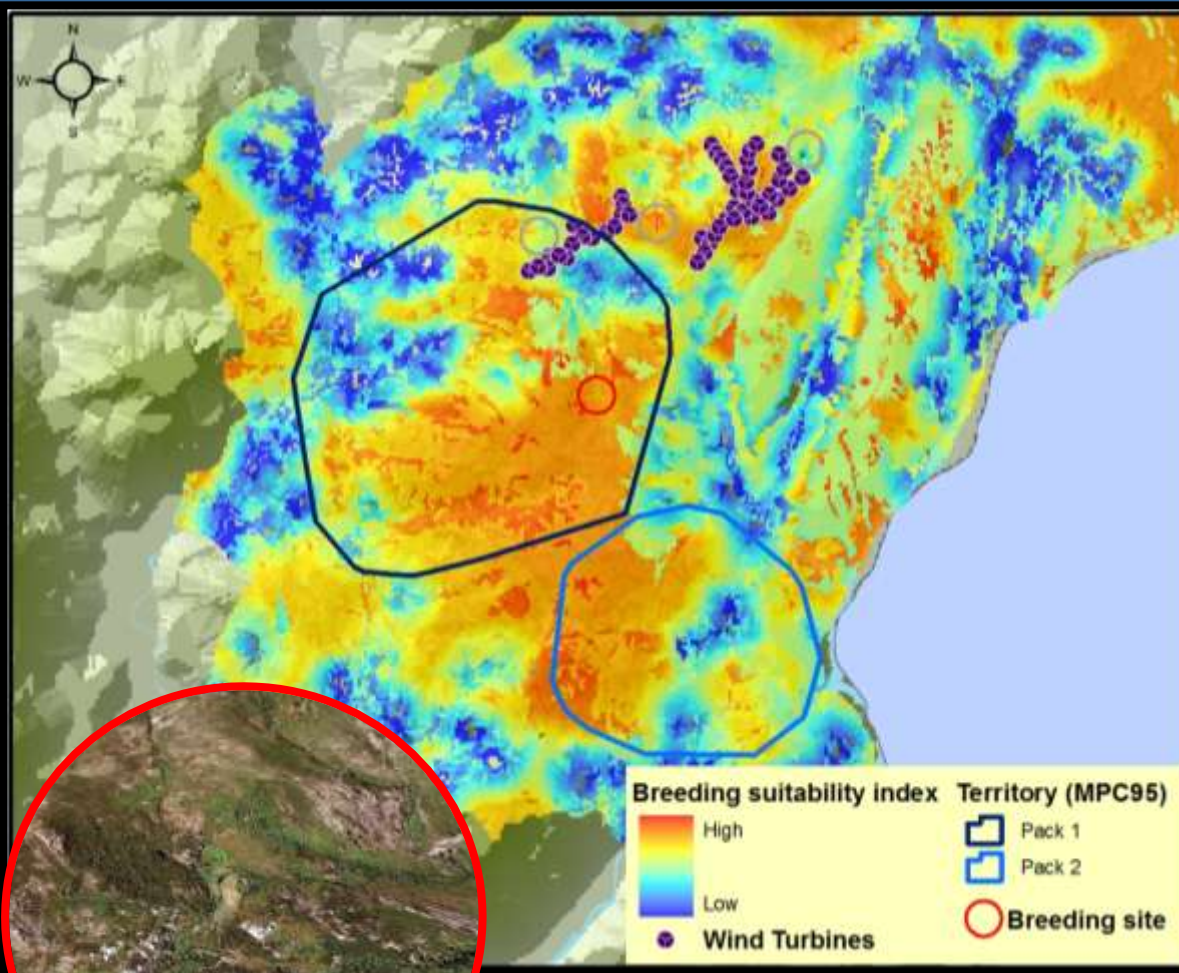 N
W E
S
Breeding suitability index
High
Low
Wind Turbines
Territory (MPC95)
Pack 1
Pack 2
Breeding site